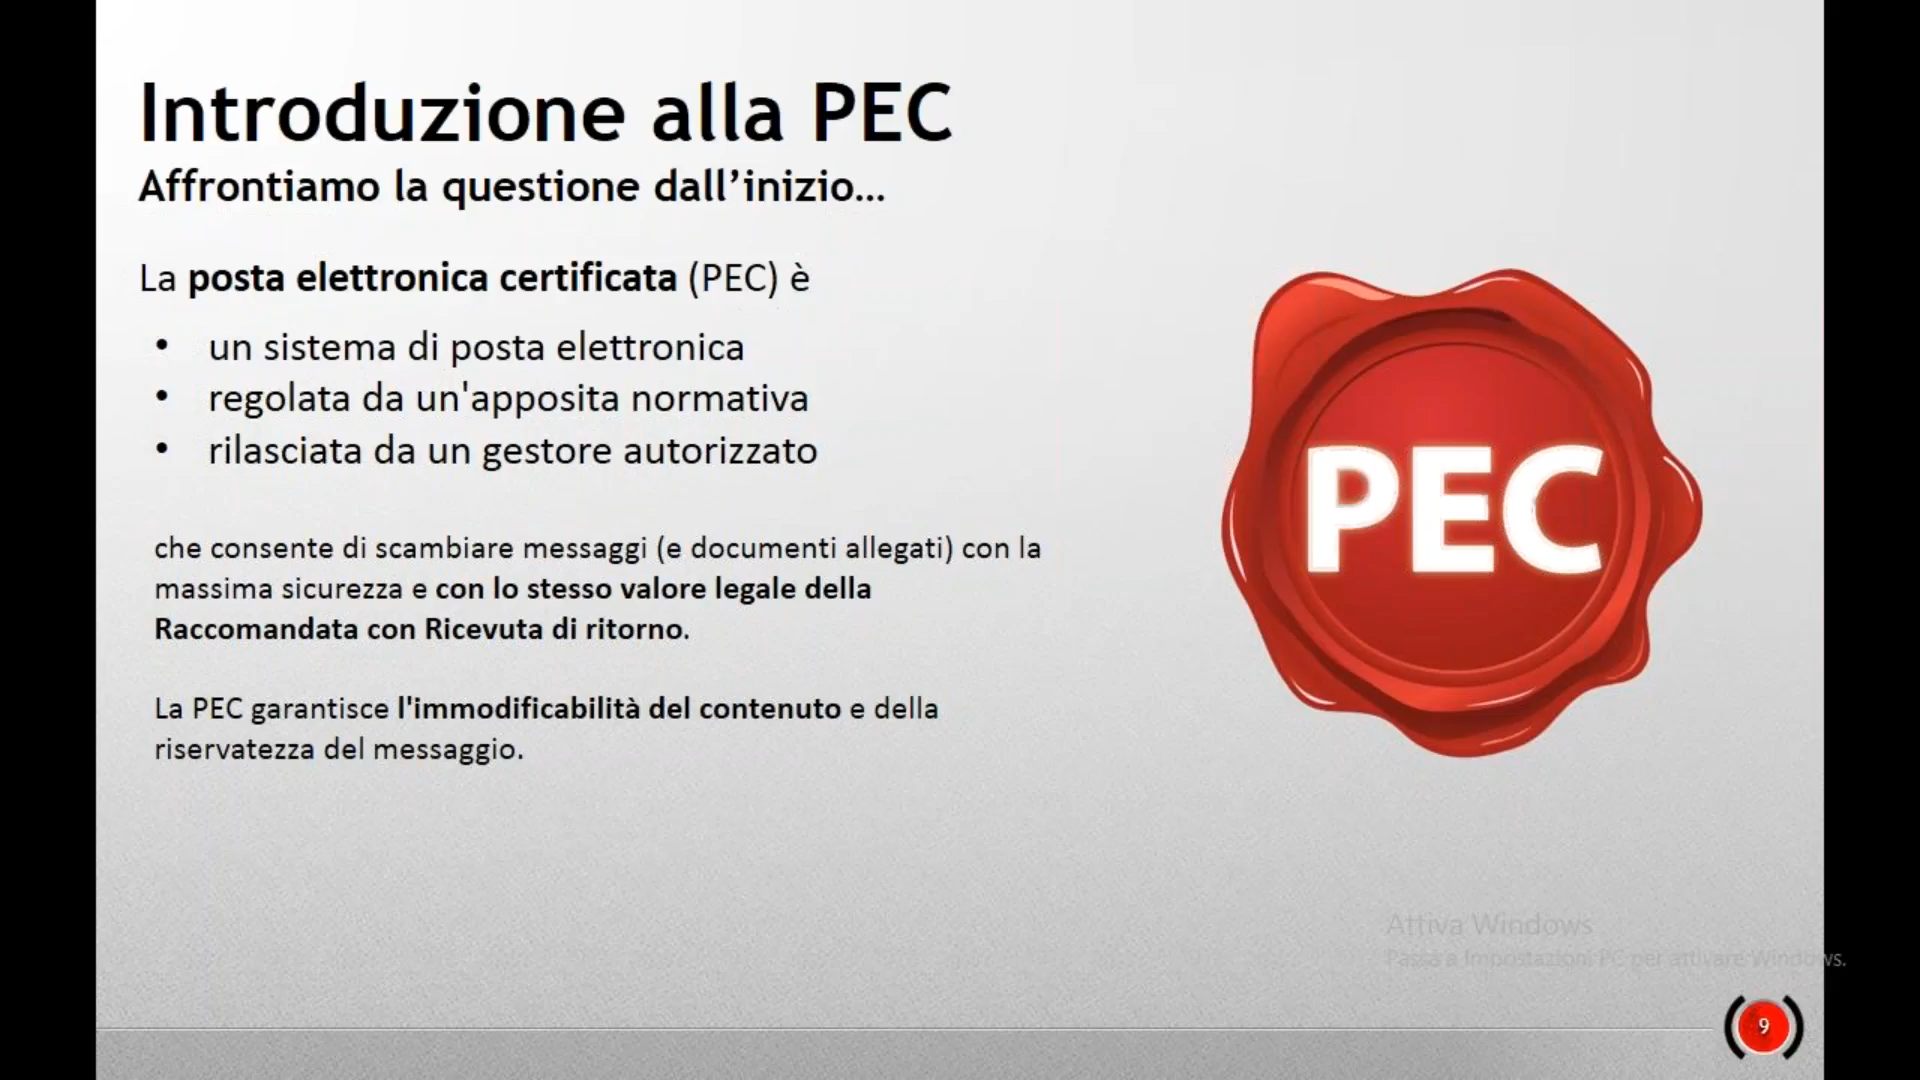 Introduzione alla PEC
Affrontiamo la questione dall’inizio…
La posta elettronica certificata (PEC) è
• un sistema di posta elettronica
• regolata da un'apposita normativa
• rilasciata da un gestore autorizzato
che consente di scambiare messaggi (e documenti allegati) con la
massima sicurezza e con lo stesso valore legale della
Raccomandata con Ricevuta di ritorno.
La PEC garantisce l'immodificabilità del contenuto e della
riservatezza del messaggio.
PEC
Attiva Windows
Passa a Impostazioni PC per attivare Windows.
9